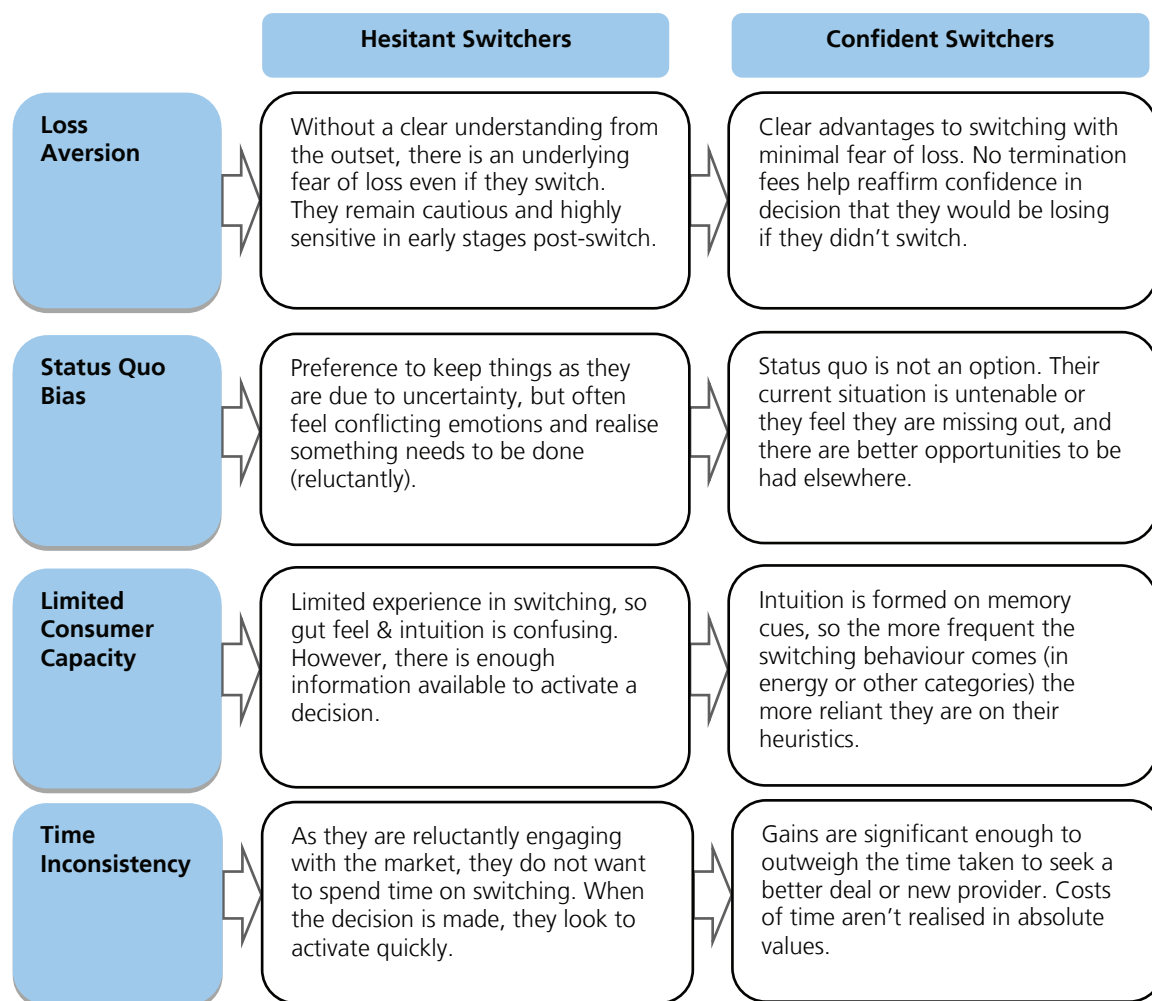 Hesitant Switchers
Confident Switchers
Loss
Aversion
Without a clear understanding from
the outset, there is an underlying
fear of loss even if they switch.
They remain cautious and highly
sensitive in early stages post-switch.
Clear advantages to switching with
minimal fear of loss. No termination
fees help reaffirm confidence in
decision that they would be losing
if they didn’t switch.
Status Quo
Bias
Preference to keep things as they
are due to uncertainty, but often
feel conflicting emotions and realise
something needs to be done
(reluctantly).
Status quo is not an option. Their
current situation is untenable or
they feel they are missing out, and
there are better opportunities to be
had elsewhere.
Limited
Consumer
Capacity
Limited experience in switching, so
gut feel & intuition is confusing.
However, there is enough
information available to activate a
decision.
Intuition is formed on memory
cues, so the more frequent the
switching behaviour comes (in
energy or other categories) the
more reliant they are on their
heuristics.
Time
Inconsistency
As they are reluctantly engaging
with the market, they do not want
to spend time on switching. When
the decision is made, they look to
activate quickly.
Gains are significant enough to
outweigh the time taken to seek a
better deal or new provider. Costs
of time aren’t realised in absolute
values.